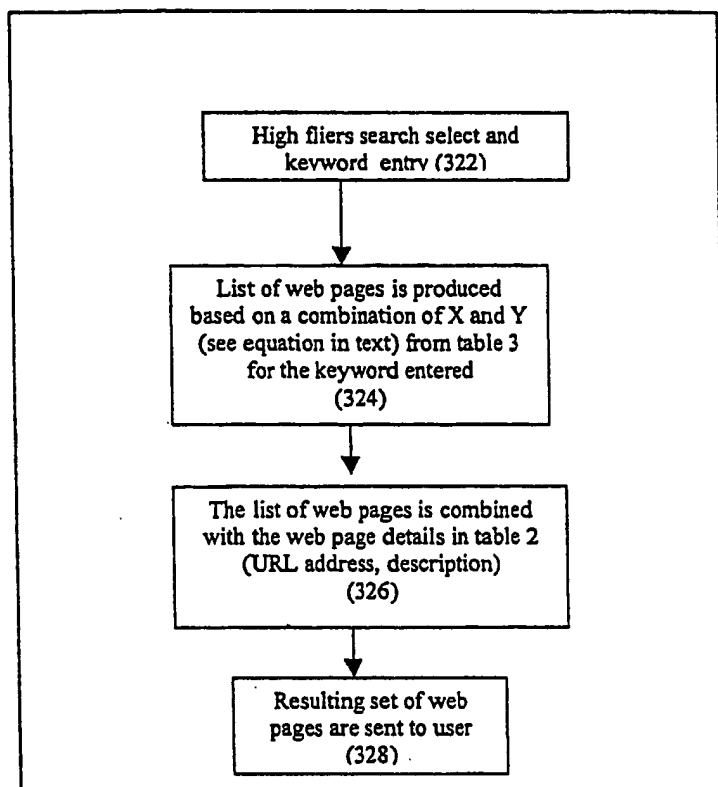 High fliers search select and
keyword entry (322)
List of web pages is produced
based on a combination of X and Y
(see equation in text) from table 3
for the keyword entered
(324)
The list of web pages is combined
with the web page details in table 2
(URL address, description)
(326)
Resulting set of web
pages are sent to user
(328)